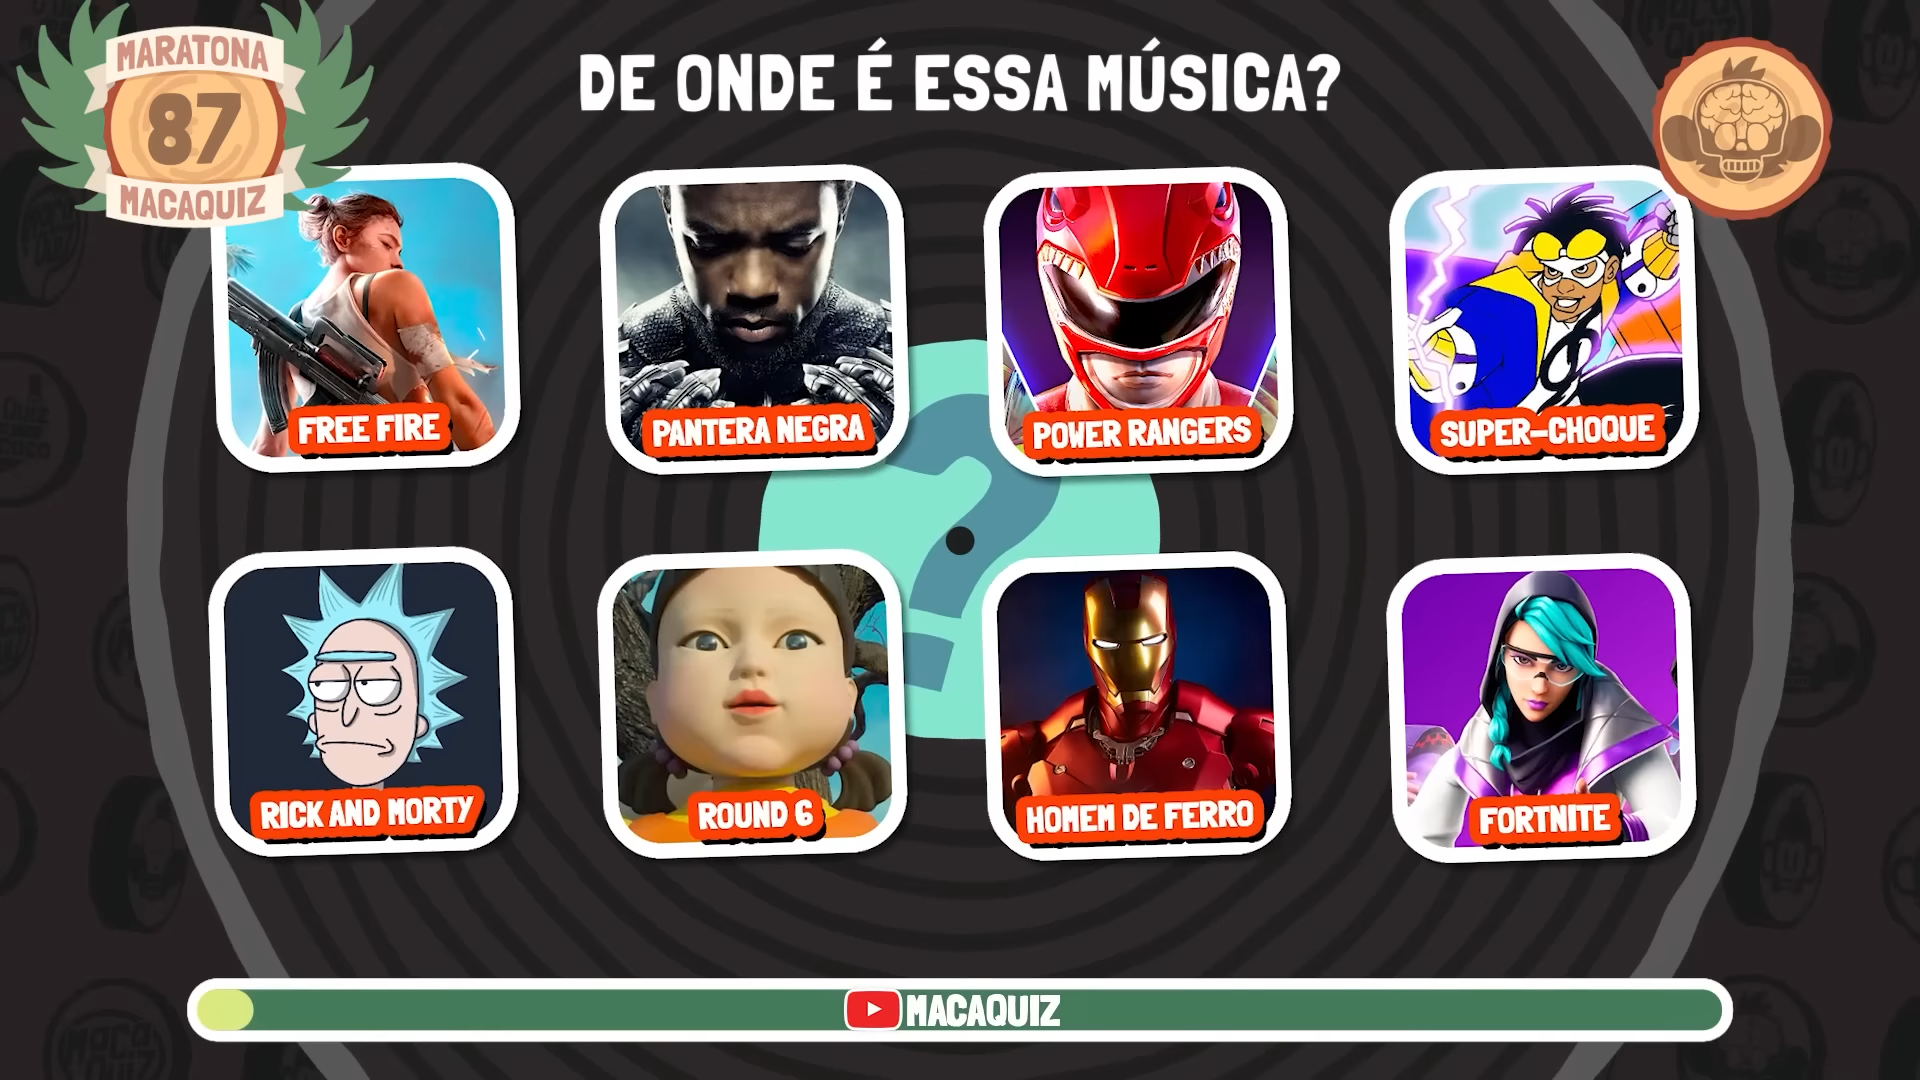 MARATONA
87
MACAQUIZ
DE ONDE É ESSA MÚSICA?
FREE FIRE
PANTERA NEGRA
POWER RANGERS
SUPER-CHOQUE
RICK AND MORTY
ROUND 6
HOMEM DE FERRO
FORTNITE
MACAQUIZ